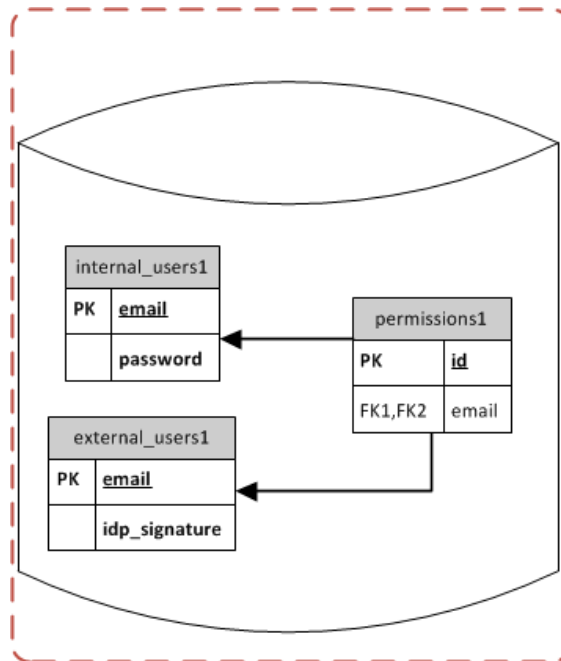 internal_users1
PK email
password
permissions1
PK id
FK1,FK2 email
external_users1
PK email
idp_signature